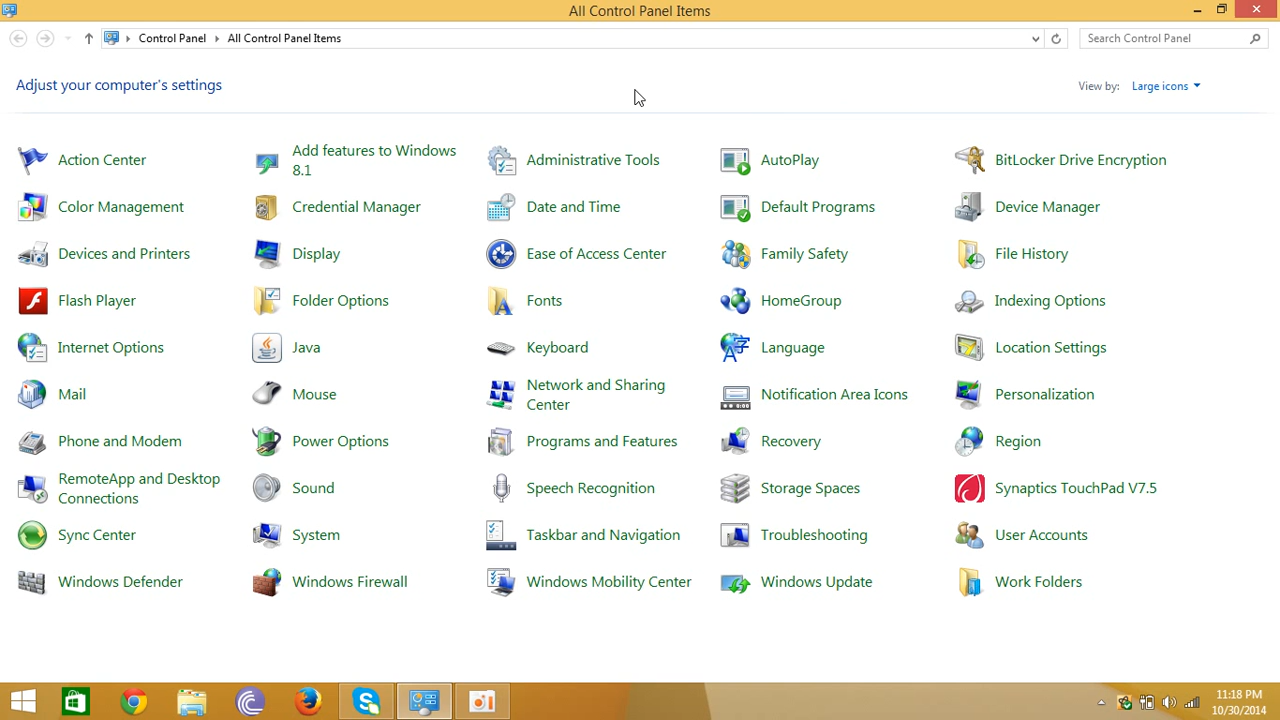 All Control Panel Items
Control Panel All Control Panel Items
Search Control Panel
Adjust your computer's settings
View by: Large icons
Action Center
Add features to Windows
8.1
Administrative Tools
AutoPlay
BitLocker Drive Encryption
Color Management
Credential Manager
Date and Time
Default Programs
Device Manager
Devices and Printers
Display
Ease of Access Center
Family Safety
File History
Flash Player
Folder Options
Fonts
HomeGroup
Indexing Options
Internet Options
Java
Keyboard
Language
Location Settings
Mail
Mouse
Network and Sharing
Center
Notification Area Icons
Personalization
Phone and Modem
Power Options
Programs and Features
Recovery
Region
RemoteApp and Desktop
Connections
Sound
Speech Recognition
Storage Spaces
Synaptics TouchPad V7.5
Sync Center
System
Taskbar and Navigation
Troubleshooting
User Accounts
Windows Defender
Windows Firewall
Windows Mobility Center
Windows Update
Work Folders
11:18 PM
10/30/2014